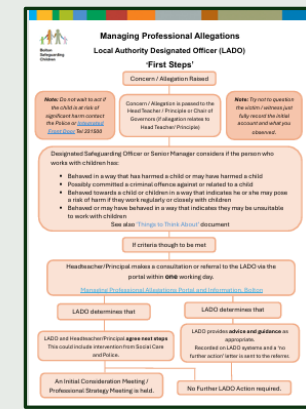 Bolton
Safeguarding
Children
Managing Professional Allegations
Local Authority Designated Officer (LADO)
'First Steps'
Concern / Allegation Raised
Note: Do not wait to act if
the child is at risk of
significant harm contact
the Police or Integrated
Front Door Tel 331500
Concern / Allegation is passed to the
Head Teacher / Principle or Chair of
Governors (if allegation relates to
Head Teacher/ Principle)
Note: Try not to question
the victim / witness just
fully record the initial
account and what you
observed.
Designated Safeguarding Officer or Senior Manager considers if the person who
works with children has:
• Behaved in a way that has harmed a child or may have harmed a child
• Possibly committed a criminal offence against or related to a child
• Behaved towards a child or children in a way that indicates he or she may pose
a risk of harm if they work regularly or closely with children
• Behaved or may have behaved in a way that indicates they may be unsuitable
to work with children
See also 'Things to Think About' document
If criteria though to be met
Headteacher/Principal makes a consultation or referral to the LADO via the
portal within one working day.
Managing Professional Allegations Portal and Information, Bolton
LADO determines that
LADO determines that
LADO and Headteacher/Principal agree next steps
This could include intervention from Social Care
and Police.
LADO provides advice and guidance as
appropriate.
Recorded on LADO systems and a 'no
further action' letter is sent to the referrer.
An Initial Consideration Meeting /
Professional Strategy Meeting is held.
No Further LADO Action required.